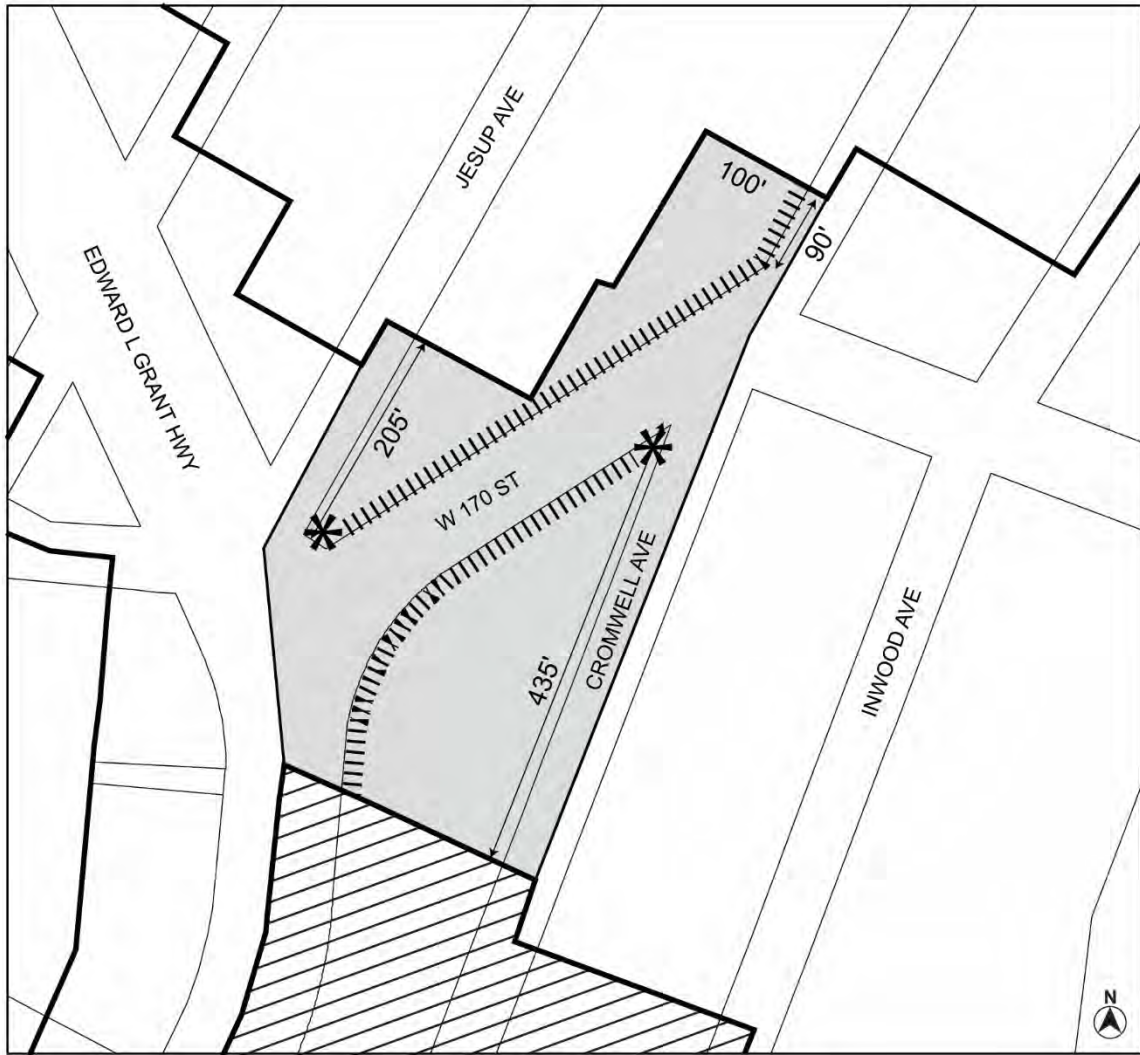 JESUP AVE
100'
90'
EDWARD L GRANT HWY
205'
W 170 ST
CROMWELL AVE
435'
INWOOD AVE
N